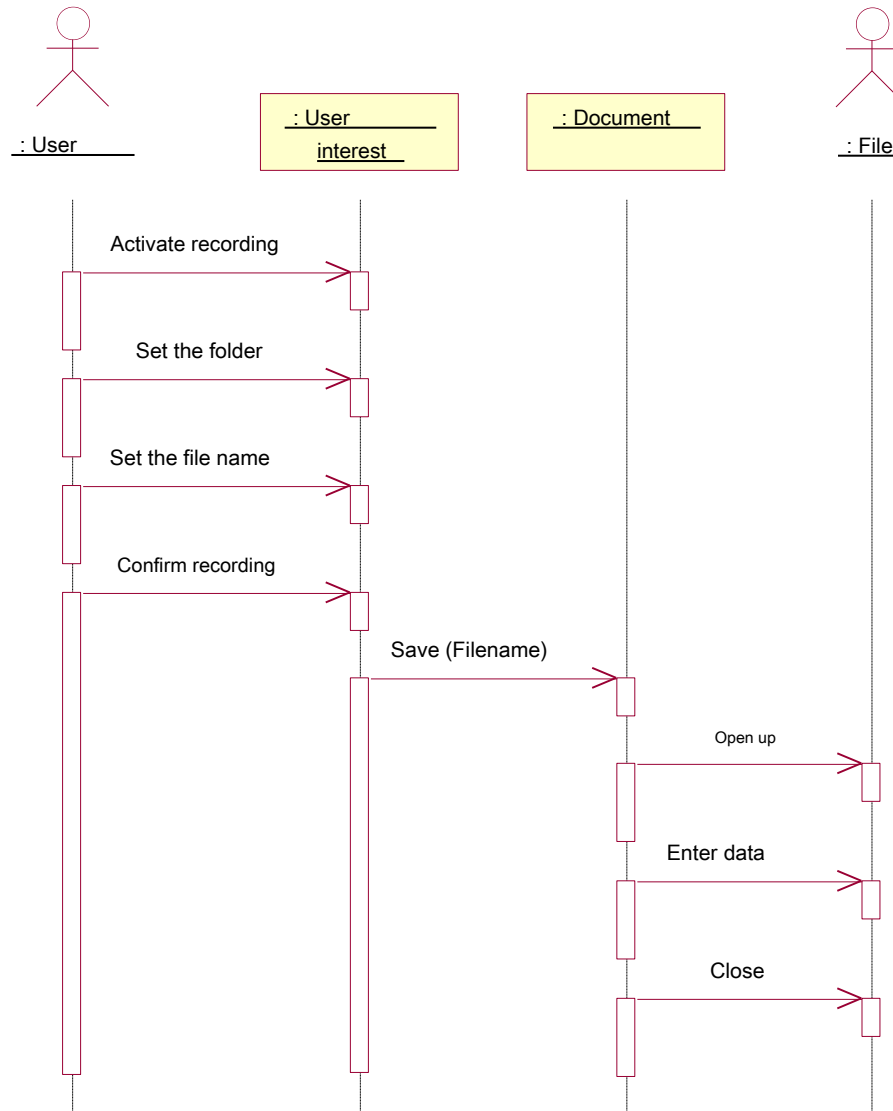 : User
: User
interest
: Document
: File
Activate recording
Set the folder
Set the file name
Confirm recording
Save (Filename)
Open up
Enter data
Close